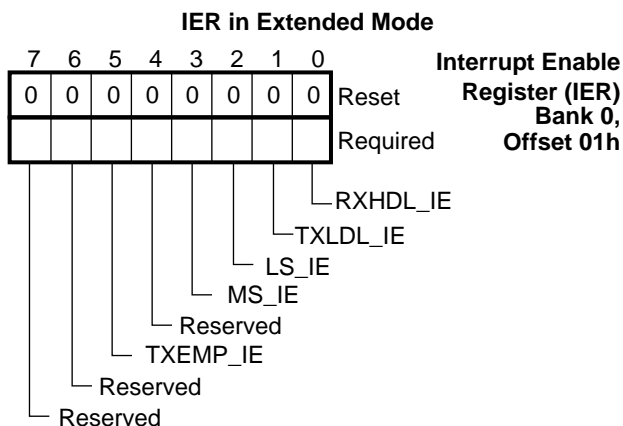 IER in Extended Mode
7 6 5 4 3 2 1 0
Interrupt Enable
Register (IER)
Bank 0,
Offset 01h
0 0 0 0 0 0 0 0 Reset
Required
RXHDL_IE
TXLDL_IE
LS_IE
MS_IE
Reserved
TXEMP_IE
Reserved
Reserved